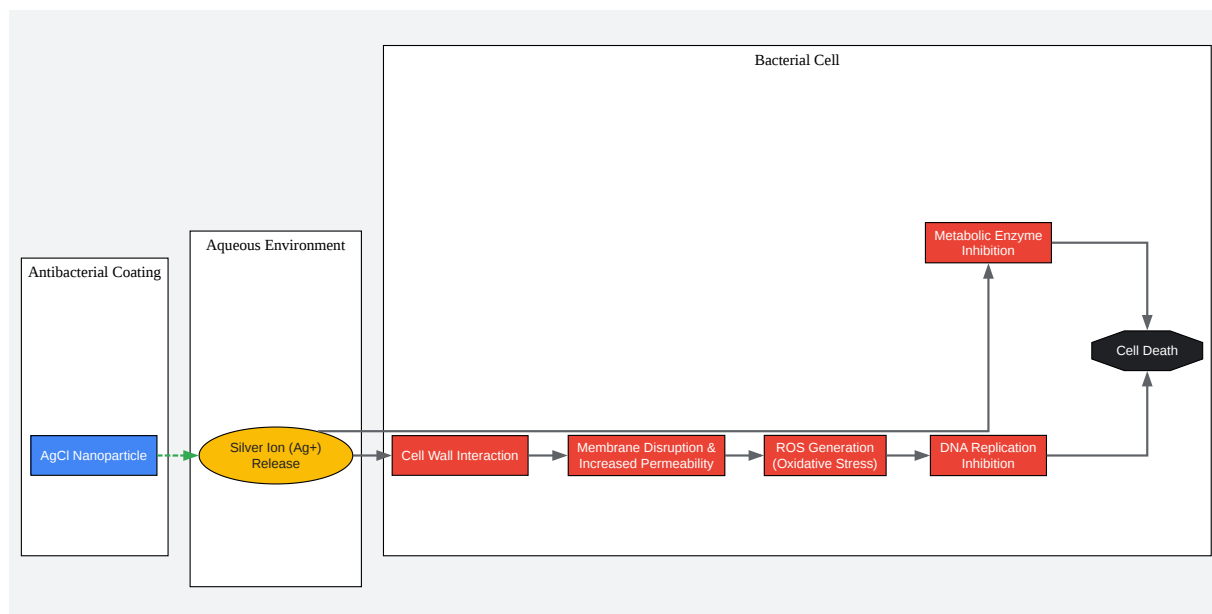 Bacterial Cell
Aqueous Environment
Antibacterial Coating
Metabolic Enzyme
Inhibition
Cell Death
AgCl Nanoparticle
Silver Ion (Ag+)
Release
Cell Wall Interaction
Membrane Disruption &
Increased Permeability
ROS Generation
(Oxidative Stress)
DNA Replication
Inhibition